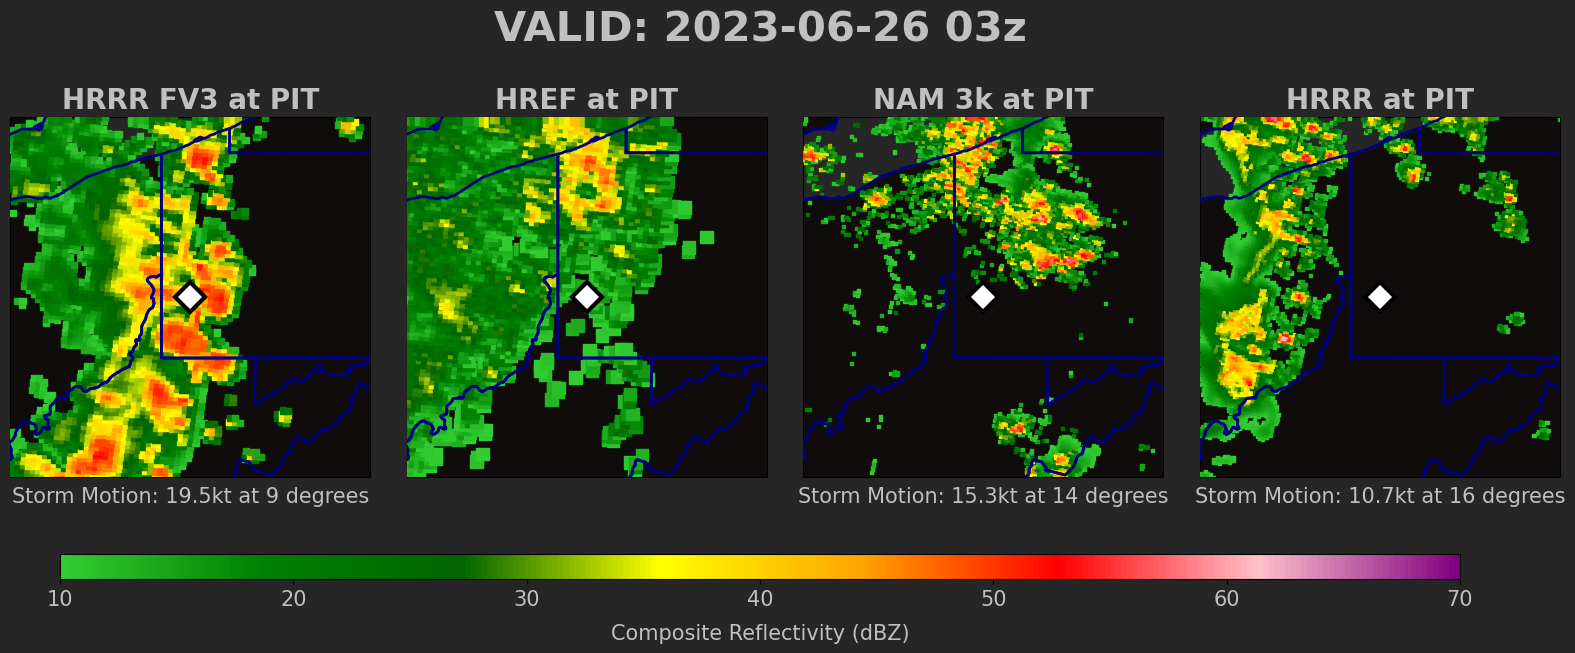 VALID: 2023-06-26 03z
HRRR FV3 at PIT
HREF at PIT
NAM 3k at PIT
HRRR at PIT
Storm Motion: 19.5kt at 9 degrees
Storm Motion: 15.3kt at 14 degrees
Storm Motion: 10.7kt at 16 degrees
10 20 30 40 50 60 70
Composite Reflectivity (dBZ)